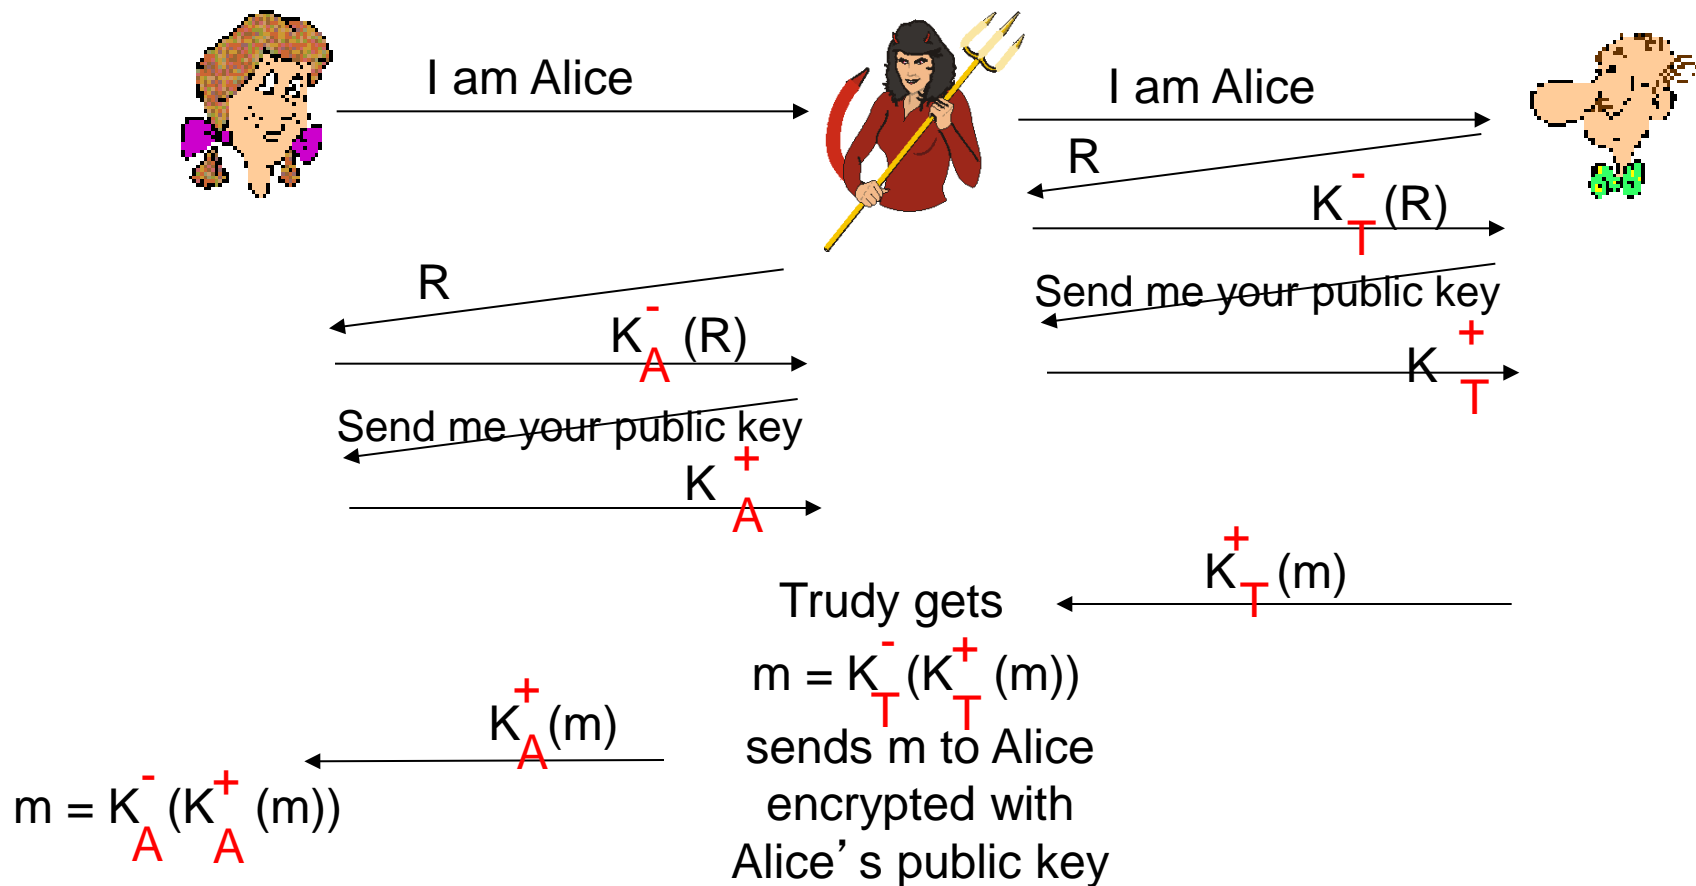 I am Alice
I am Alice
R
K-T(R)
R
Send me your public key
K-A(R)
K+T
Send me your public key
K+A
K+T(m)
Trudy gets
m = K-T(K+T(m))
K+A(m)
sends m to Alice
m = K-A(K+A(m))
encrypted with
Alice’s public key